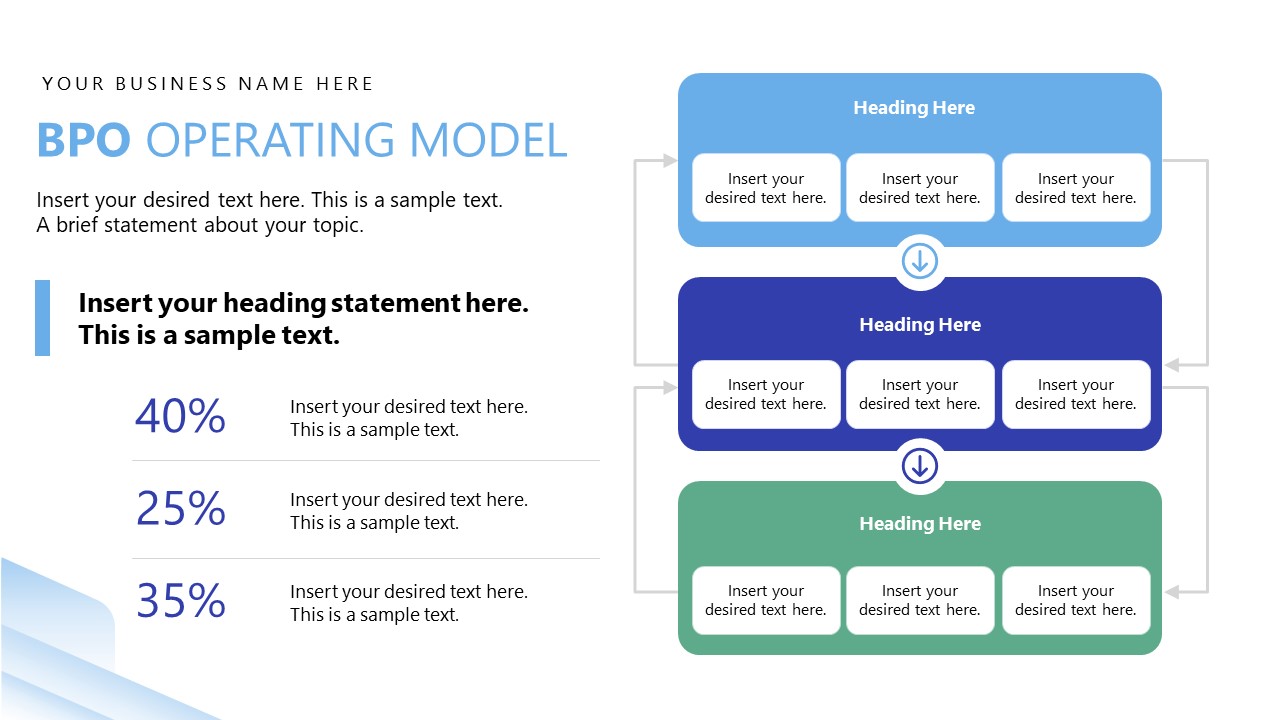 YOUR BUSINESS NAME HERE
BPO OPERATING MODEL
Insert your desired text here. This is a sample text.
A brief statement about your topic.
Insert your heading statement here.
This is a sample text.
40%
Insert your desired text here.
This is a sample text.
25%
Insert your desired text here.
This is a sample text.
35%
Insert your desired text here.
This is a sample text.
Heading Here
Insert your
desired text here.
Insert your
desired text here.
Insert your
desired text here.
Heading Here
Insert your
desired text here.
Insert your
desired text here.
Insert your
desired text here.
Heading Here
Insert your
desired text here.
Insert your
desired text here.
Insert your
desired text here.